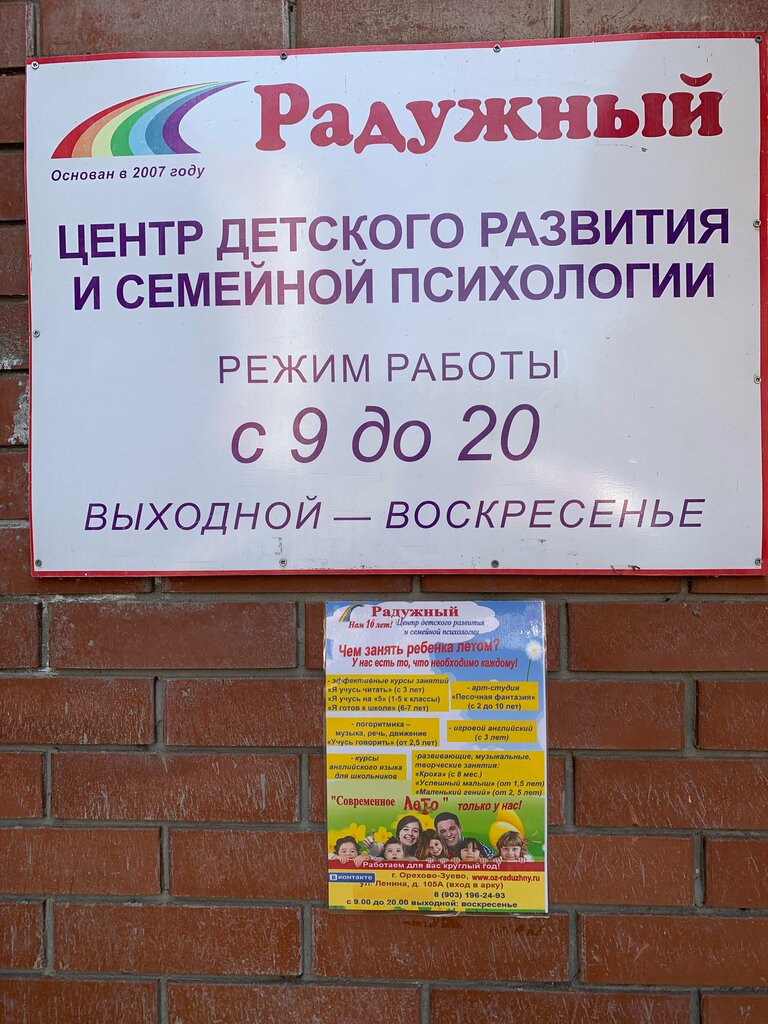 Радужный
Основан в 2007 году
ЦЕНТР ДЕТСКОГО РАЗВИТИЯ
И СЕМЕЙНОЙ ПСИХОЛОГИИ
РЕЖИМ РАБОТЫ
с 9 до 20
ВЫХОДНОЙ — ВОСКРЕСЕНЬЕ
Радужный
Нам 10 лет! Центр детского развития
и семейной психологии
Чем занять ребенка летом?
У нас есть то, что необходимо каждому!
- эффективные курсы занятий
«Я учусь читать» (с 3 лет)
«Я учусь на «5» (1-5 классы)
«Я готов к школе» (6-7 лет)
- арт-студия
«Песочная фантазия»
(с 2 до 10 лет)
- логоритмика –
музыка, речь, движение
«Учусь говорить» (от 2,5 лет)
- игровой английский
(с 3 лет)
- курсы
английского языка
для школьников
-развивающие, музыкальные,
творческие занятия:
«Кроха» (с 8 мес.)
«Успешный малыш» (от 1,5 лет)
«Маленький гений» (от 2, 5 лет)
"Современное Лето" только у нас!
Работаем для вас круглый год!
в контакте
г. Орехово-Зуево, www.oz-raduzhny.ru
ул. Ленина, д. 105А (вход в арку)
8 (903) 196-24-93
с 9.00 до 20.00 выходной: воскресенье